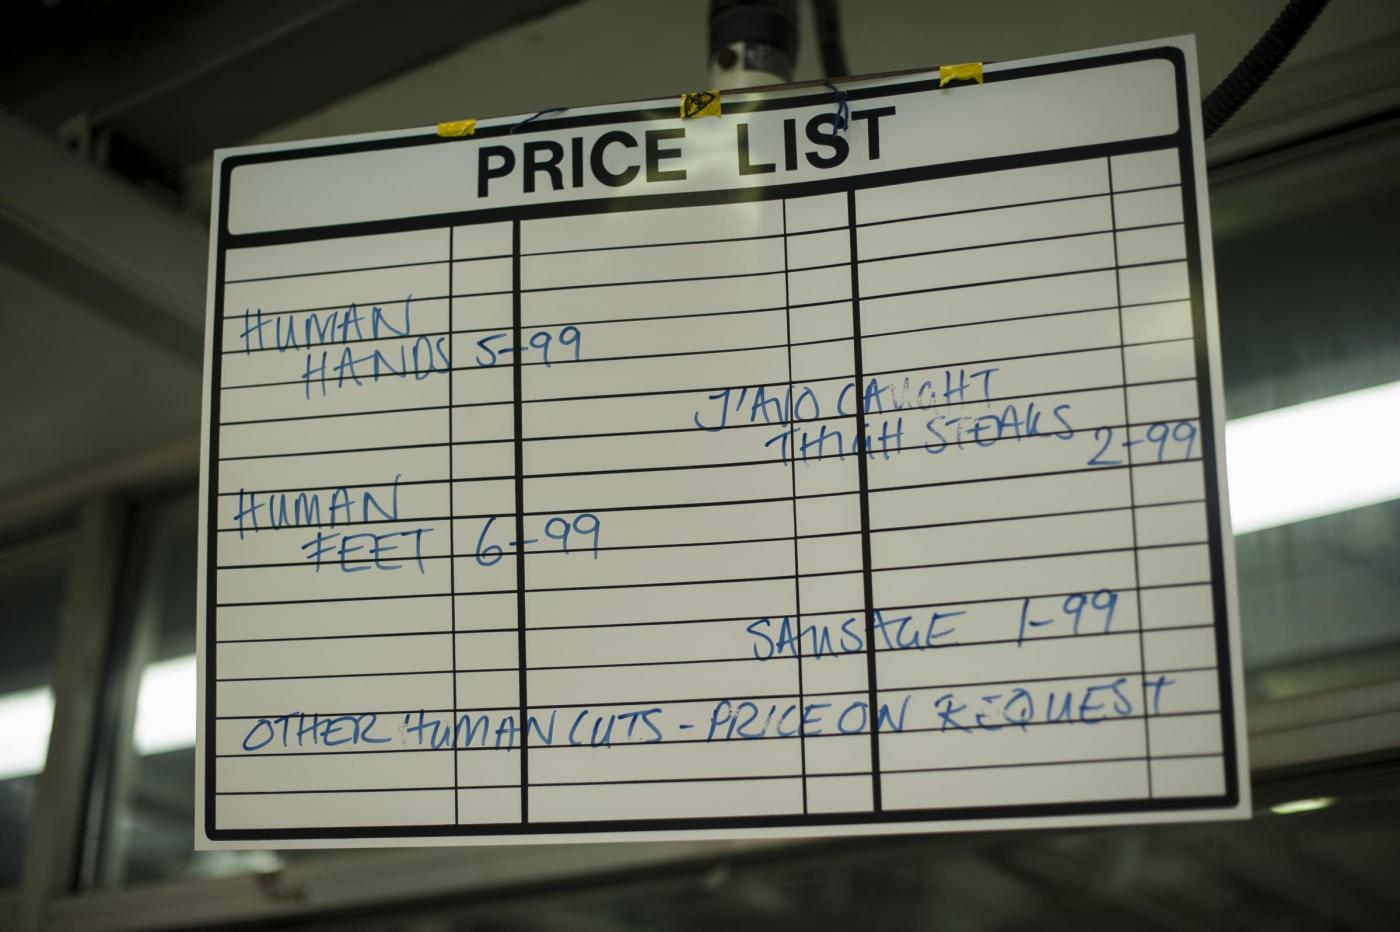 PRICE LIST
HUMAN
HANDS 5-99
J'AVO CAUGHT
THIGH STEAKS 2-99
HUMAN
FEET 6-99
SAUSAGE 1-99
OTHER HUMAN CUTS - PRICE ON REQUEST